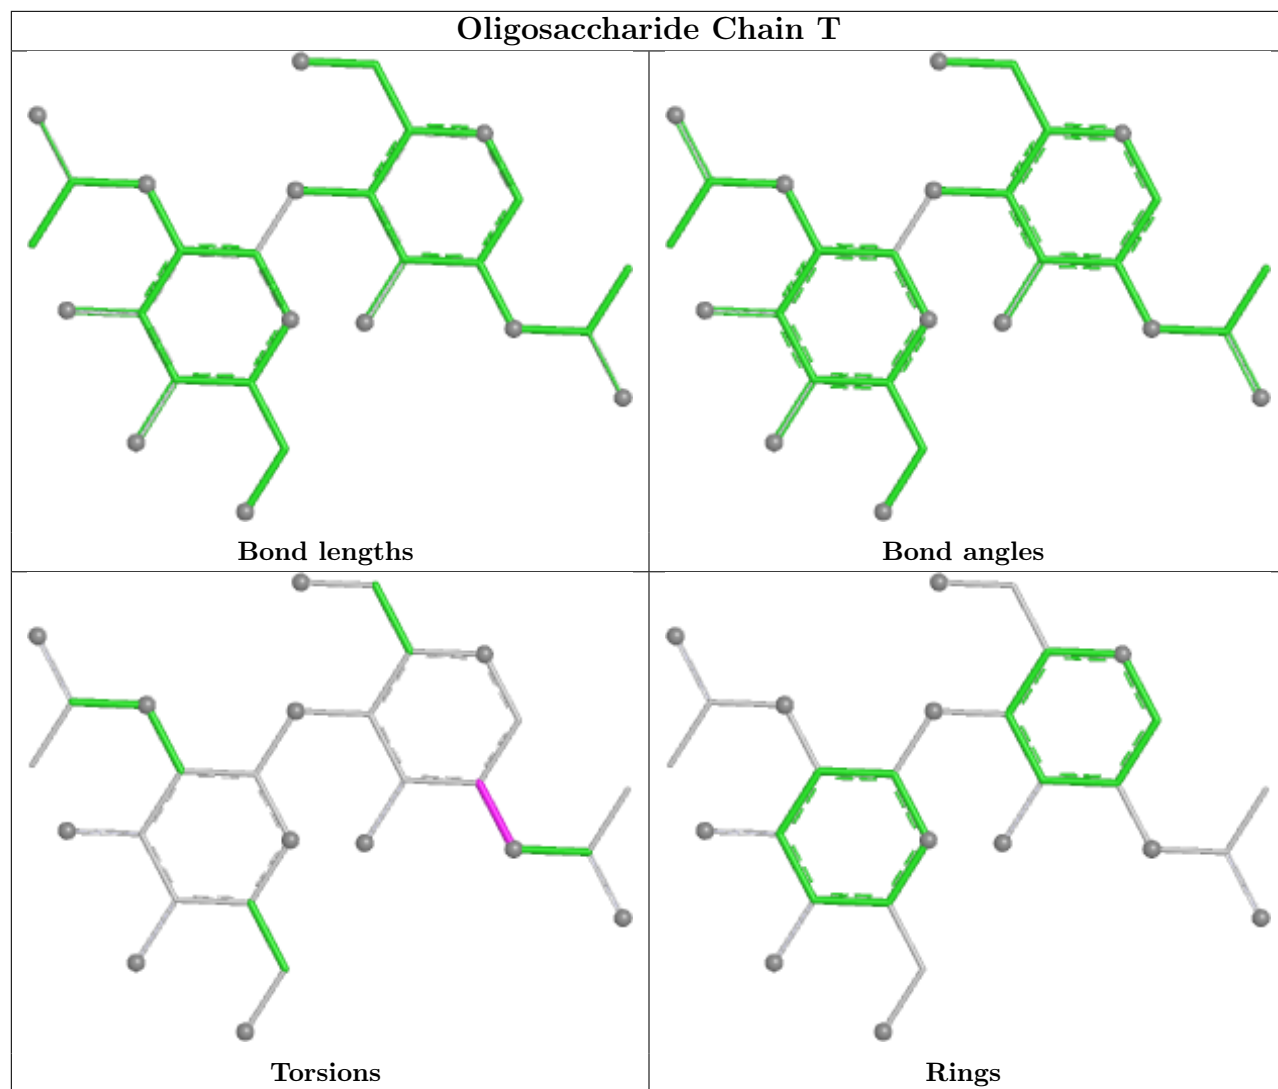 Oligosaccharide Chain T
Bond lengths
Bond angles
Torsions
Rings